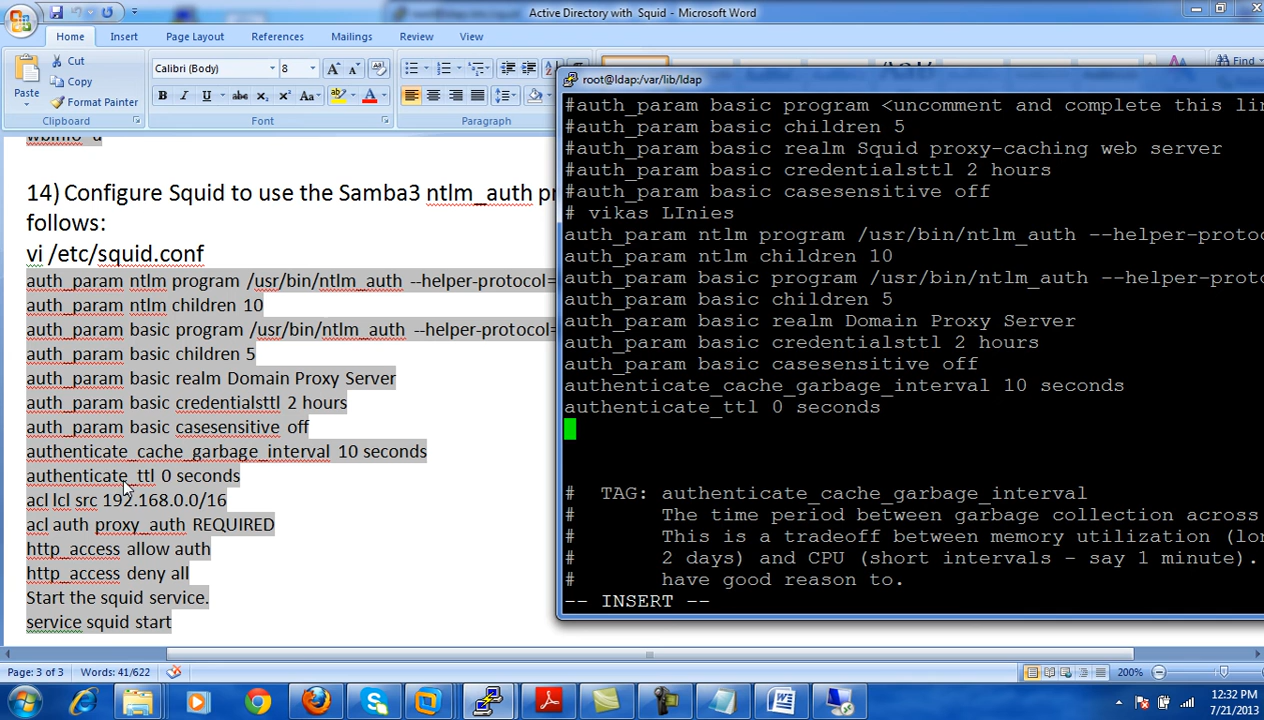 Active Directory with Squid - Microsoft Word
Home Insert Page Layout References Mailings Review View
Paste
Cut
Copy
Format Painter
Clipboard
Calibri (Body) 8
Font
Paragraph
Find
14) Configure Squid to use the Samba3 ntlm_auth
follows:
vi /etc/squid.conf
auth_param ntlm program /usr/bin/ntlm_auth --helper-protocol=
auth_param ntlm children 10
auth_param basic program /usr/bin/ntlm_auth --helper-protocol=
auth_param basic children 5
auth_param basic realm Domain Proxy Server
auth_param basic credentialsttl 2 hours
auth_param basic casesensitive off
authenticate_cache_garbage_interval 10 seconds
authenticate_ttl 0 seconds
acl lcl src 192.168.0.0/16
acl auth proxy_auth REQUIRED
http_access allow auth
http_access deny all
Start the squid service.
service squid start
root@ldap:/var/lib/ldap
#auth_param basic program <uncomment and complete this lin
#auth_param basic children 5
#auth_param basic realm Squid proxy-caching web server
#auth_param basic credentialsttl 2 hours
#auth_param basic casesensitive off
# vikas LInies
auth_param ntlm program /usr/bin/ntlm_auth --helper-protoco
auth_param ntlm children 10
auth_param basic program /usr/bin/ntlm_auth --helper-protoco
auth_param basic children 5
auth_param basic realm Domain Proxy Server
auth_param basic credentialsttl 2 hours
auth_param basic casesensitive off
authenticate_cache_garbage_interval 10 seconds
authenticate_ttl 0 seconds
# TAG: authenticate_cache_garbage_interval
# The time period between garbage collection across
# This is a tradeoff between memory utilization (lon
# 2 days) and CPU (short intervals - say 1 minute).
# have good reason to.
-- INSERT --
Page: 3 of 3 Words: 41/622
200%
12:32 PM
7/21/2013